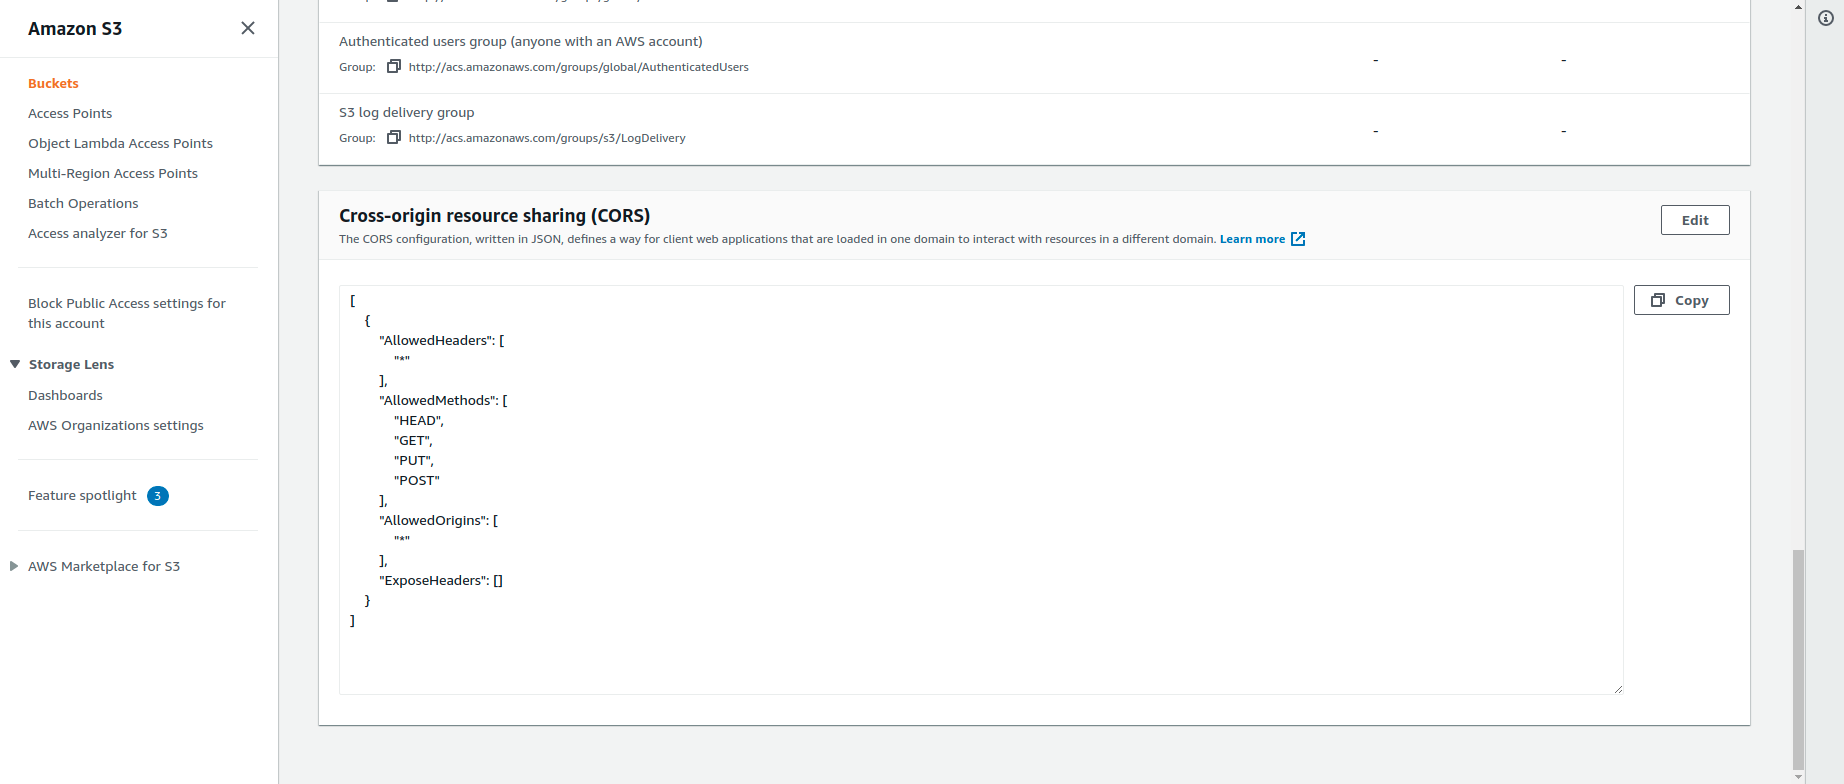 Amazon S3
Buckets
Access Points
Object Lambda Access Points
Multi-Region Access Points
Batch Operations
Access analyzer for S3
Block Public Access settings for
this account
Storage Lens
Dashboards
AWS Organizations settings
Feature spotlight 3
AWS Marketplace for S3
Authenticated users group (anyone with an AWS account)
Group: http://acs.amazonaws.com/groups/global/AuthenticatedUsers
- -
S3 log delivery group
Group: http://acs.amazonaws.com/groups/s3/LogDelivery
- -
Cross-origin resource sharing (CORS)
Edit
The CORS configuration, written in JSON, defines a way for client web applications that are loaded in one domain to interact with resources in a different domain. Learn more
Copy
[
{
"AllowedHeaders": [
"*"
],
"AllowedMethods": [
"HEAD",
"GET",
"PUT",
"POST"
],
"AllowedOrigins": [
"*"
],
"ExposeHeaders": []
}
]